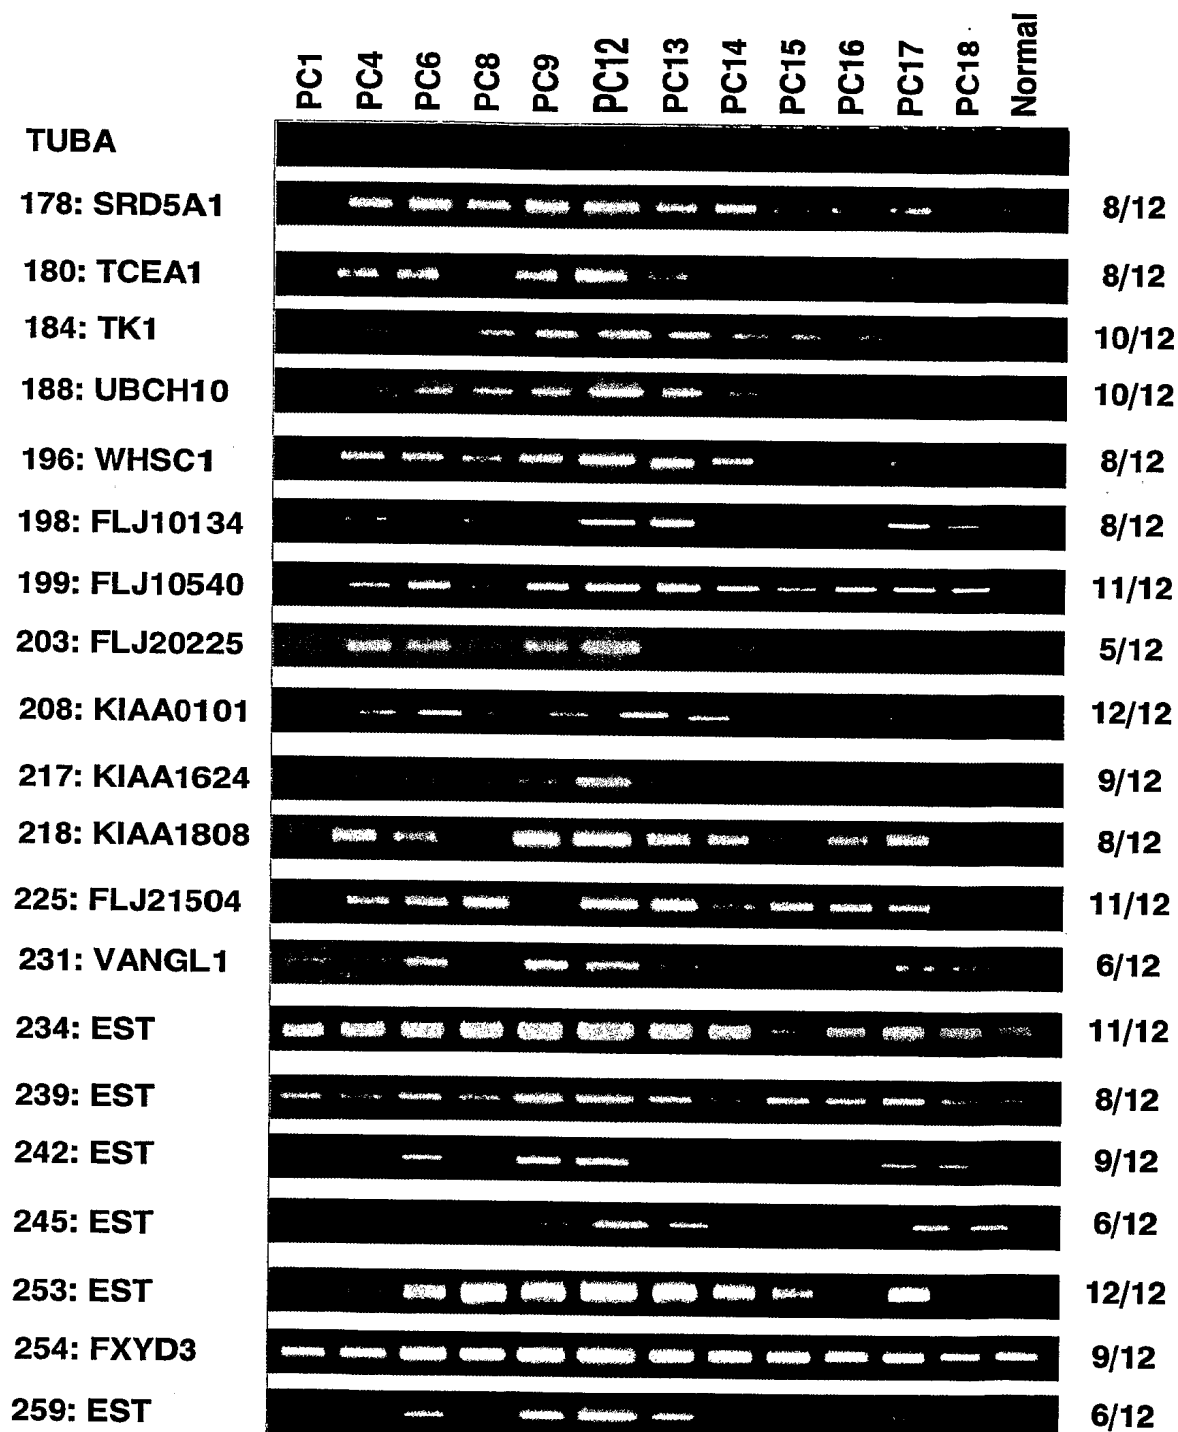 PC1 PC4 PC6 PC8 PC9 PC12 PC13 PC14 PC15 PC16 PC17 PC18 Normal
TUBA
178: SRD5A1 8/12
180: TCEA1 8/12
184: TK1 10/12
188: UBCH10 10/12
196: WHSC1 8/12
198: FLJ10134 8/12
199: FLJ10540 11/12
203: FLJ20225 5/12
208: KIAA0101 12/12
217: KIAA1624 9/12
218: KIAA1808 8/12
225: FLJ21504 11/12
231: VANGL1 6/12
234: EST 11/12
239: EST 8/12
242: EST 9/12
245: EST 6/12
253: EST 12/12
254: FXYD3 9/12
259: EST 6/12